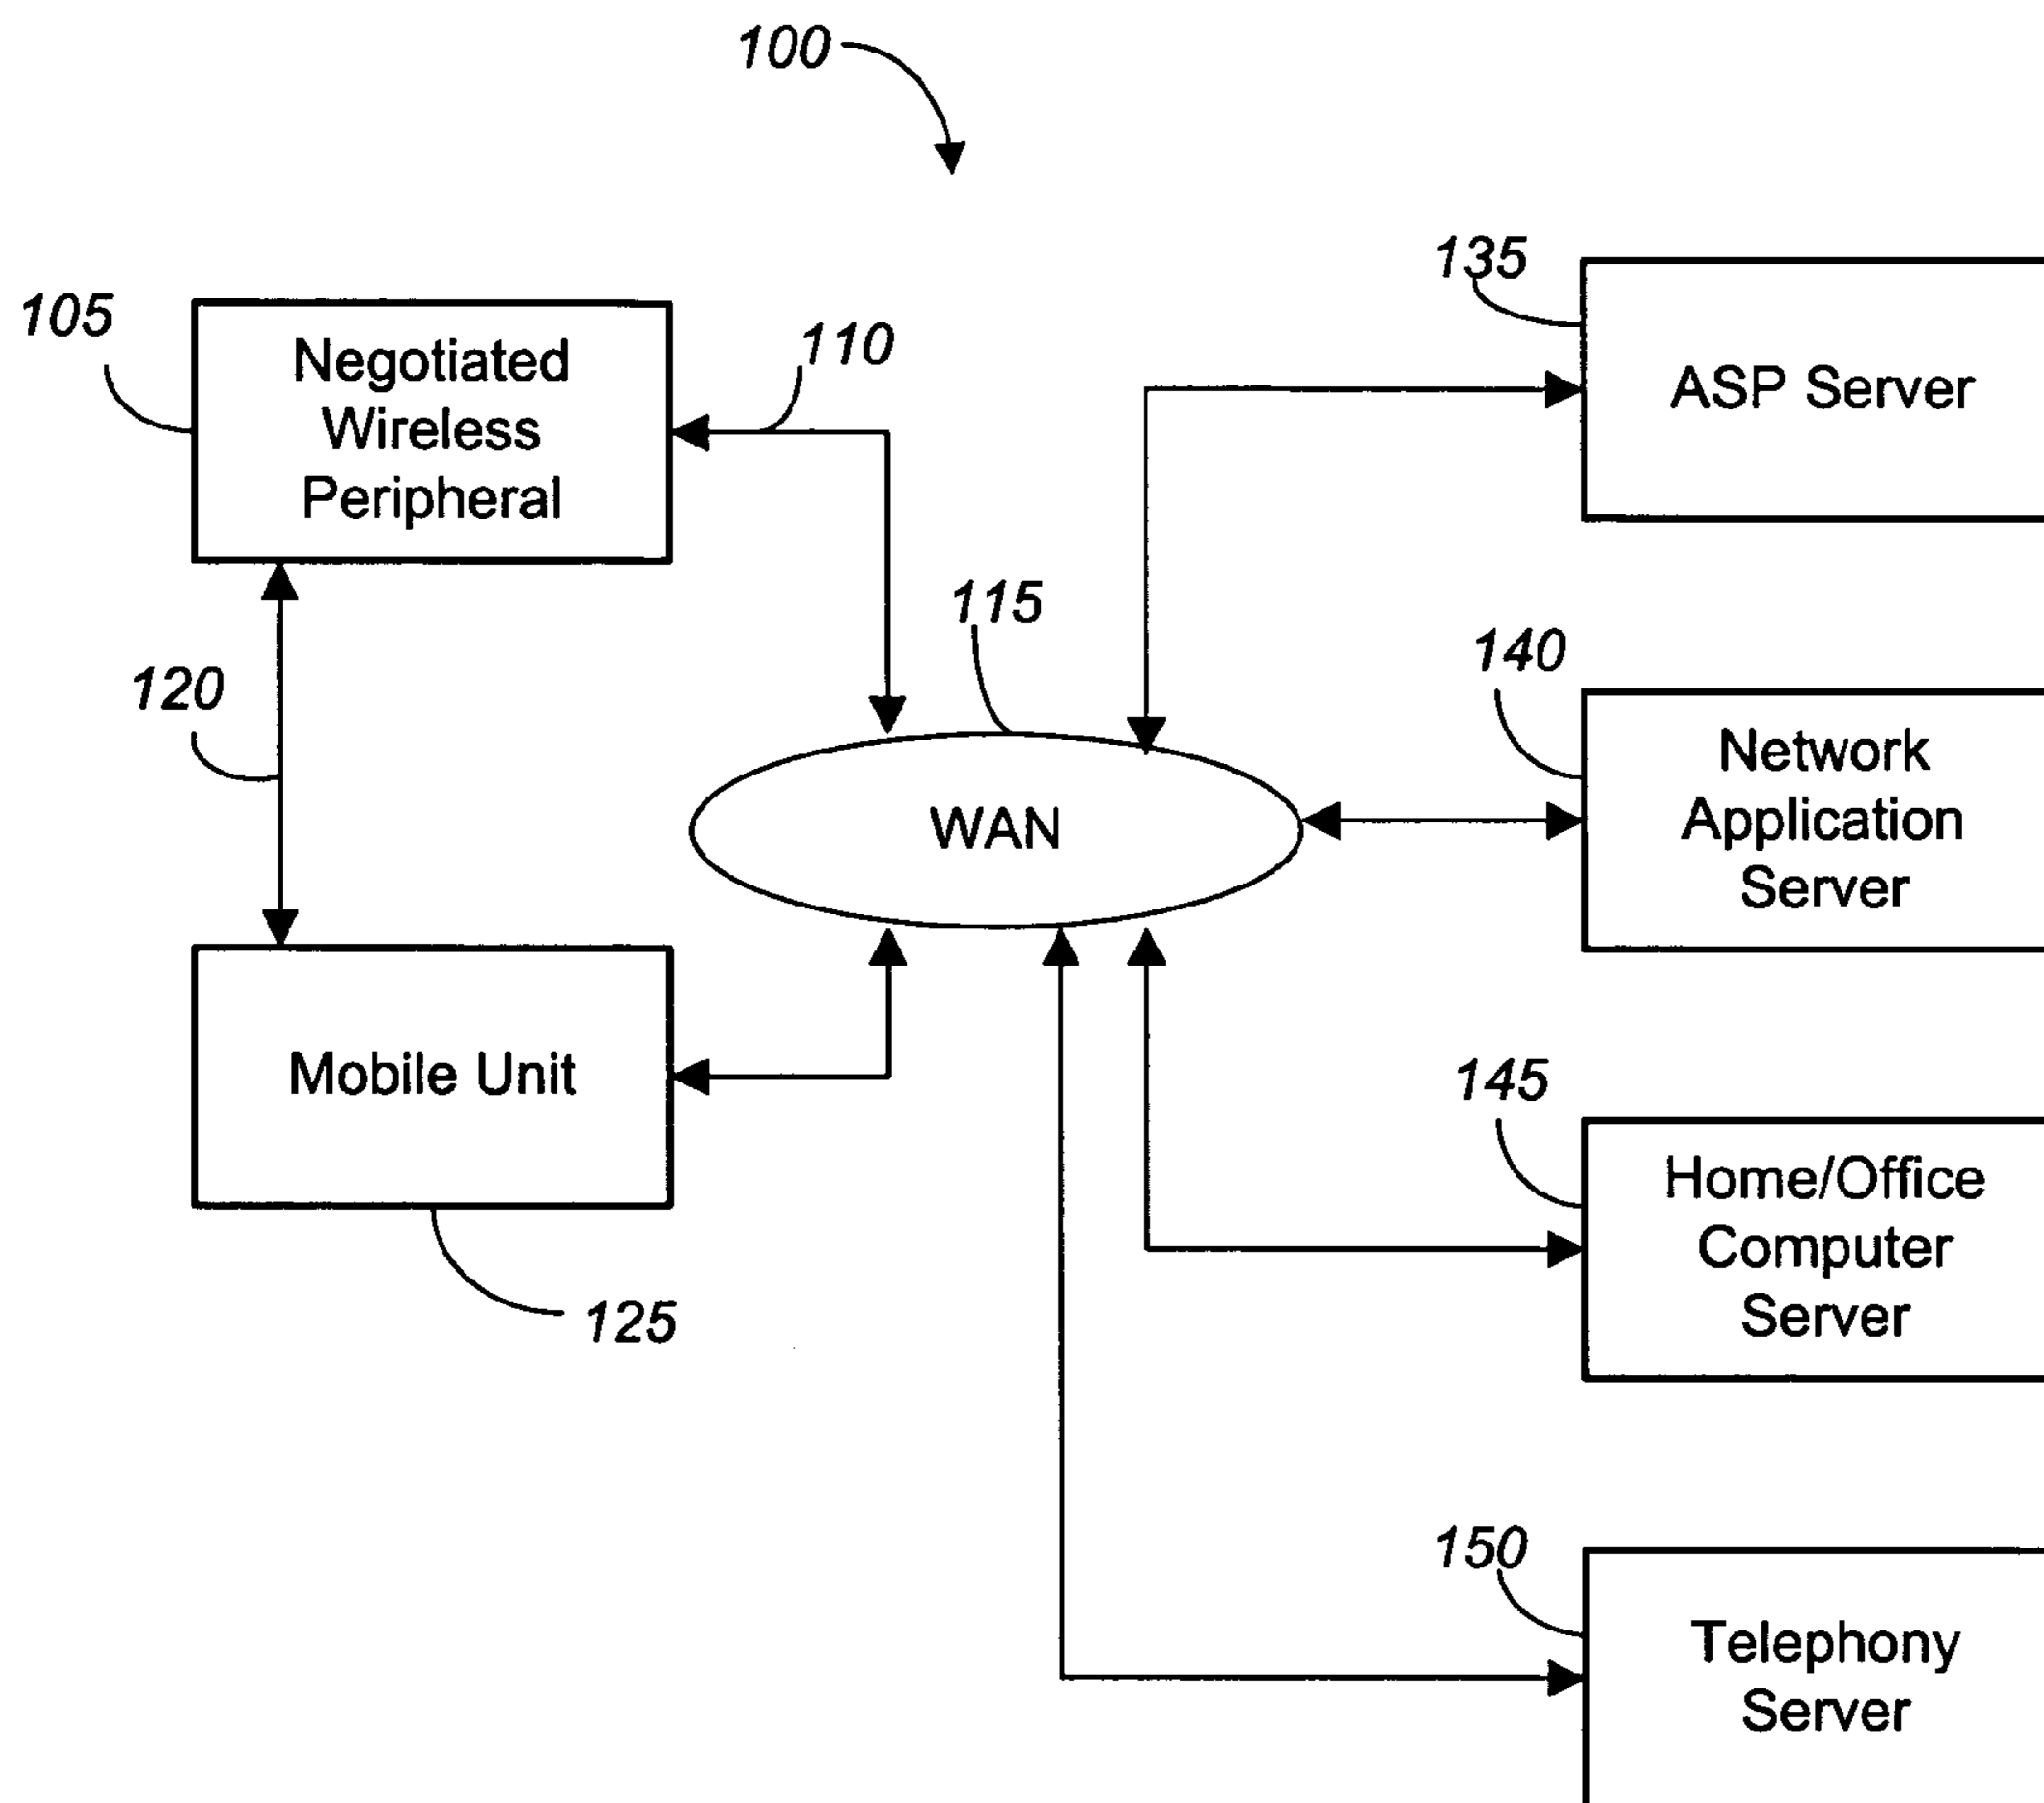 100
135
105
Negotiated
Wireless
Peripheral
110
ASP Server
115
120
140
Network
Application
Server
WAN
Mobile Unit
145
Home/Office
Computer
Server
125
150
Telephony
Server